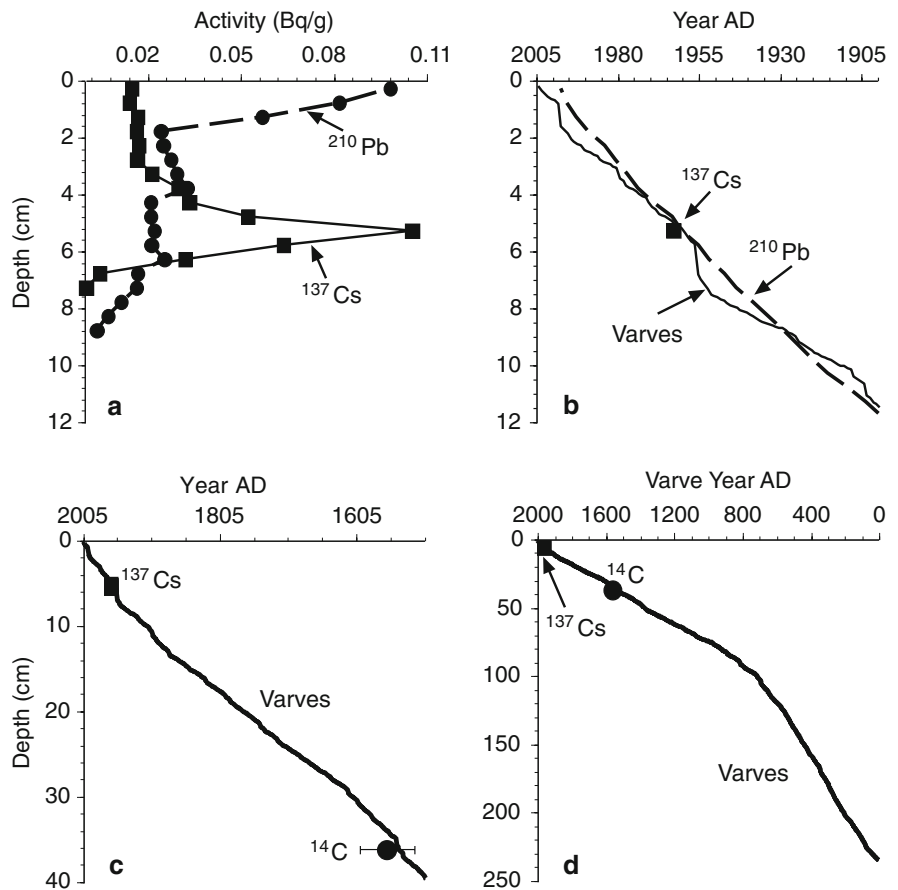 Activity (Bq/g)
0.02 0.05 0.08 0.11
Depth (cm)
0
2
4
6
8
10
12
²¹⁰Pb
¹³⁷Cs
a
Year AD
2005 1980 1955 1930 1905
0
2
4
6
8
10
12
¹³⁷Cs
²¹⁰Pb
Varves
b
Year AD
2005 1805 1605
Depth (cm)
0
10
20
30
40
¹³⁷Cs
Varves
¹⁴C
c
Varve Year AD
2000 1600 1200 800 400 0
0
50
100
150
200
250
¹⁴C
¹³⁷Cs
Varves
d